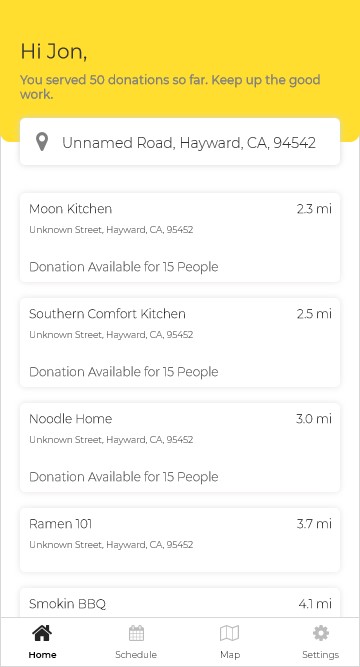 Hi Jon,
You served 50 donations so far. Keep up the good
work.
Unnamed Road, Hayward, CA, 94542
Moon Kitchen 2.3 mi
Unknown Street, Hayward, CA, 95452
Donation Available for 15 People
Southern Comfort Kitchen 2.5 mi
Unknown Street, Hayward, CA, 95452
Donation Available for 15 People
Noodle Home 3.0 mi
Unknown Street, Hayward, CA, 95452
Donation Available for 15 People
Ramen 101 3.7 mi
Unknown Street, Hayward, CA, 95452
Smokin BBQ 4.1 mi
Home Schedule Map Settings